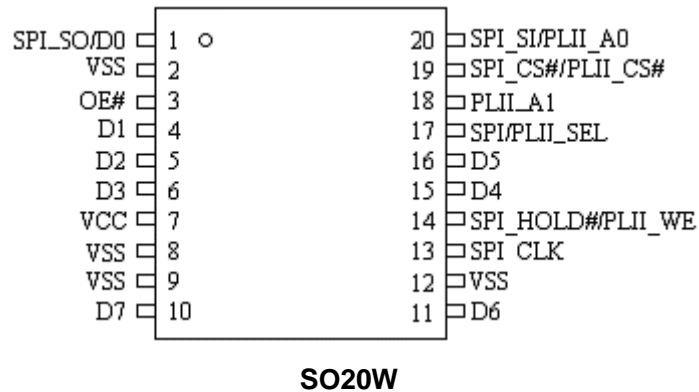 SPI_SO/D0 1 20 SPI_SI/PLII_A0
VSS 2 19 SPI_CS#/PLII_CS#
OE# 3 18 PLII_A1
D1 4 17 SPI/PLII_SEL
D2 5 16 D5
D3 6 15 D4
VCC 7 14 SPI_HOLD#/PLII_WE
VSS 8 13 SPI CLK
VSS 9 12 VSS
D7 10 11 D6
SO20W